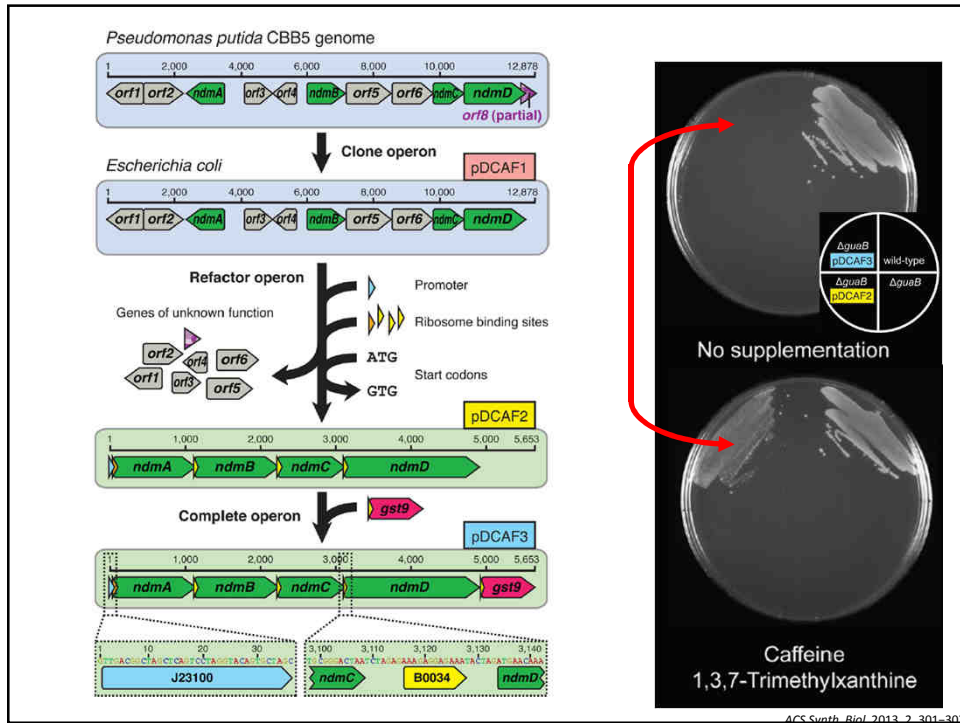 Pseudomonas putida CBB5 genome
1 2,000 4,000 6,000 8,000 10,000 12,878
orf1 orf2 ndmA orf3 orf4 ndmB orf5 orf6 ndmC ndmD
orf8 (partial)
Clone operon
Escherichia coli
pDCAF1
1 2,000 4,000 6,000 8,000 10,000 12,878
orf1 orf2 ndmA orf3 orf4 ndmB orf5 orf6 ndmC ndmD
Refactor operon
Promoter
Genes of unknown function
Ribosome binding sites
orf2 orf4 orf6
orf1 orf3 orf5
ATG
Start codons
GTG
pDCAF2
1 1,000 2,000 3,000 4,000 5,000 5,653
ndmA ndmB ndmC ndmD
Complete operon
gst9
pDCAF3
1 1,000 2,000 3,000 4,000 5,000 5,653
ndmA ndmB ndmC ndmD gst9
1 10 20 30
GTTGACGGCTAGCTCAGTCCTAGGTACAGTGCTAGC
J23100
3,100 3,110 3,120 3,130 3,140
TGCGGGACTAATCTAGAGAAAGAGGAGAAATACTAGATGAACAAA
ndmC B0034 ndmD
ΔguaB
pDCAF3
wild-type
ΔguaB
pDCAF2
ΔguaB
No supplementation
Caffeine
1,3,7-Trimethylxanthine
ACS Synth. Biol. 2013, 2, 301–30